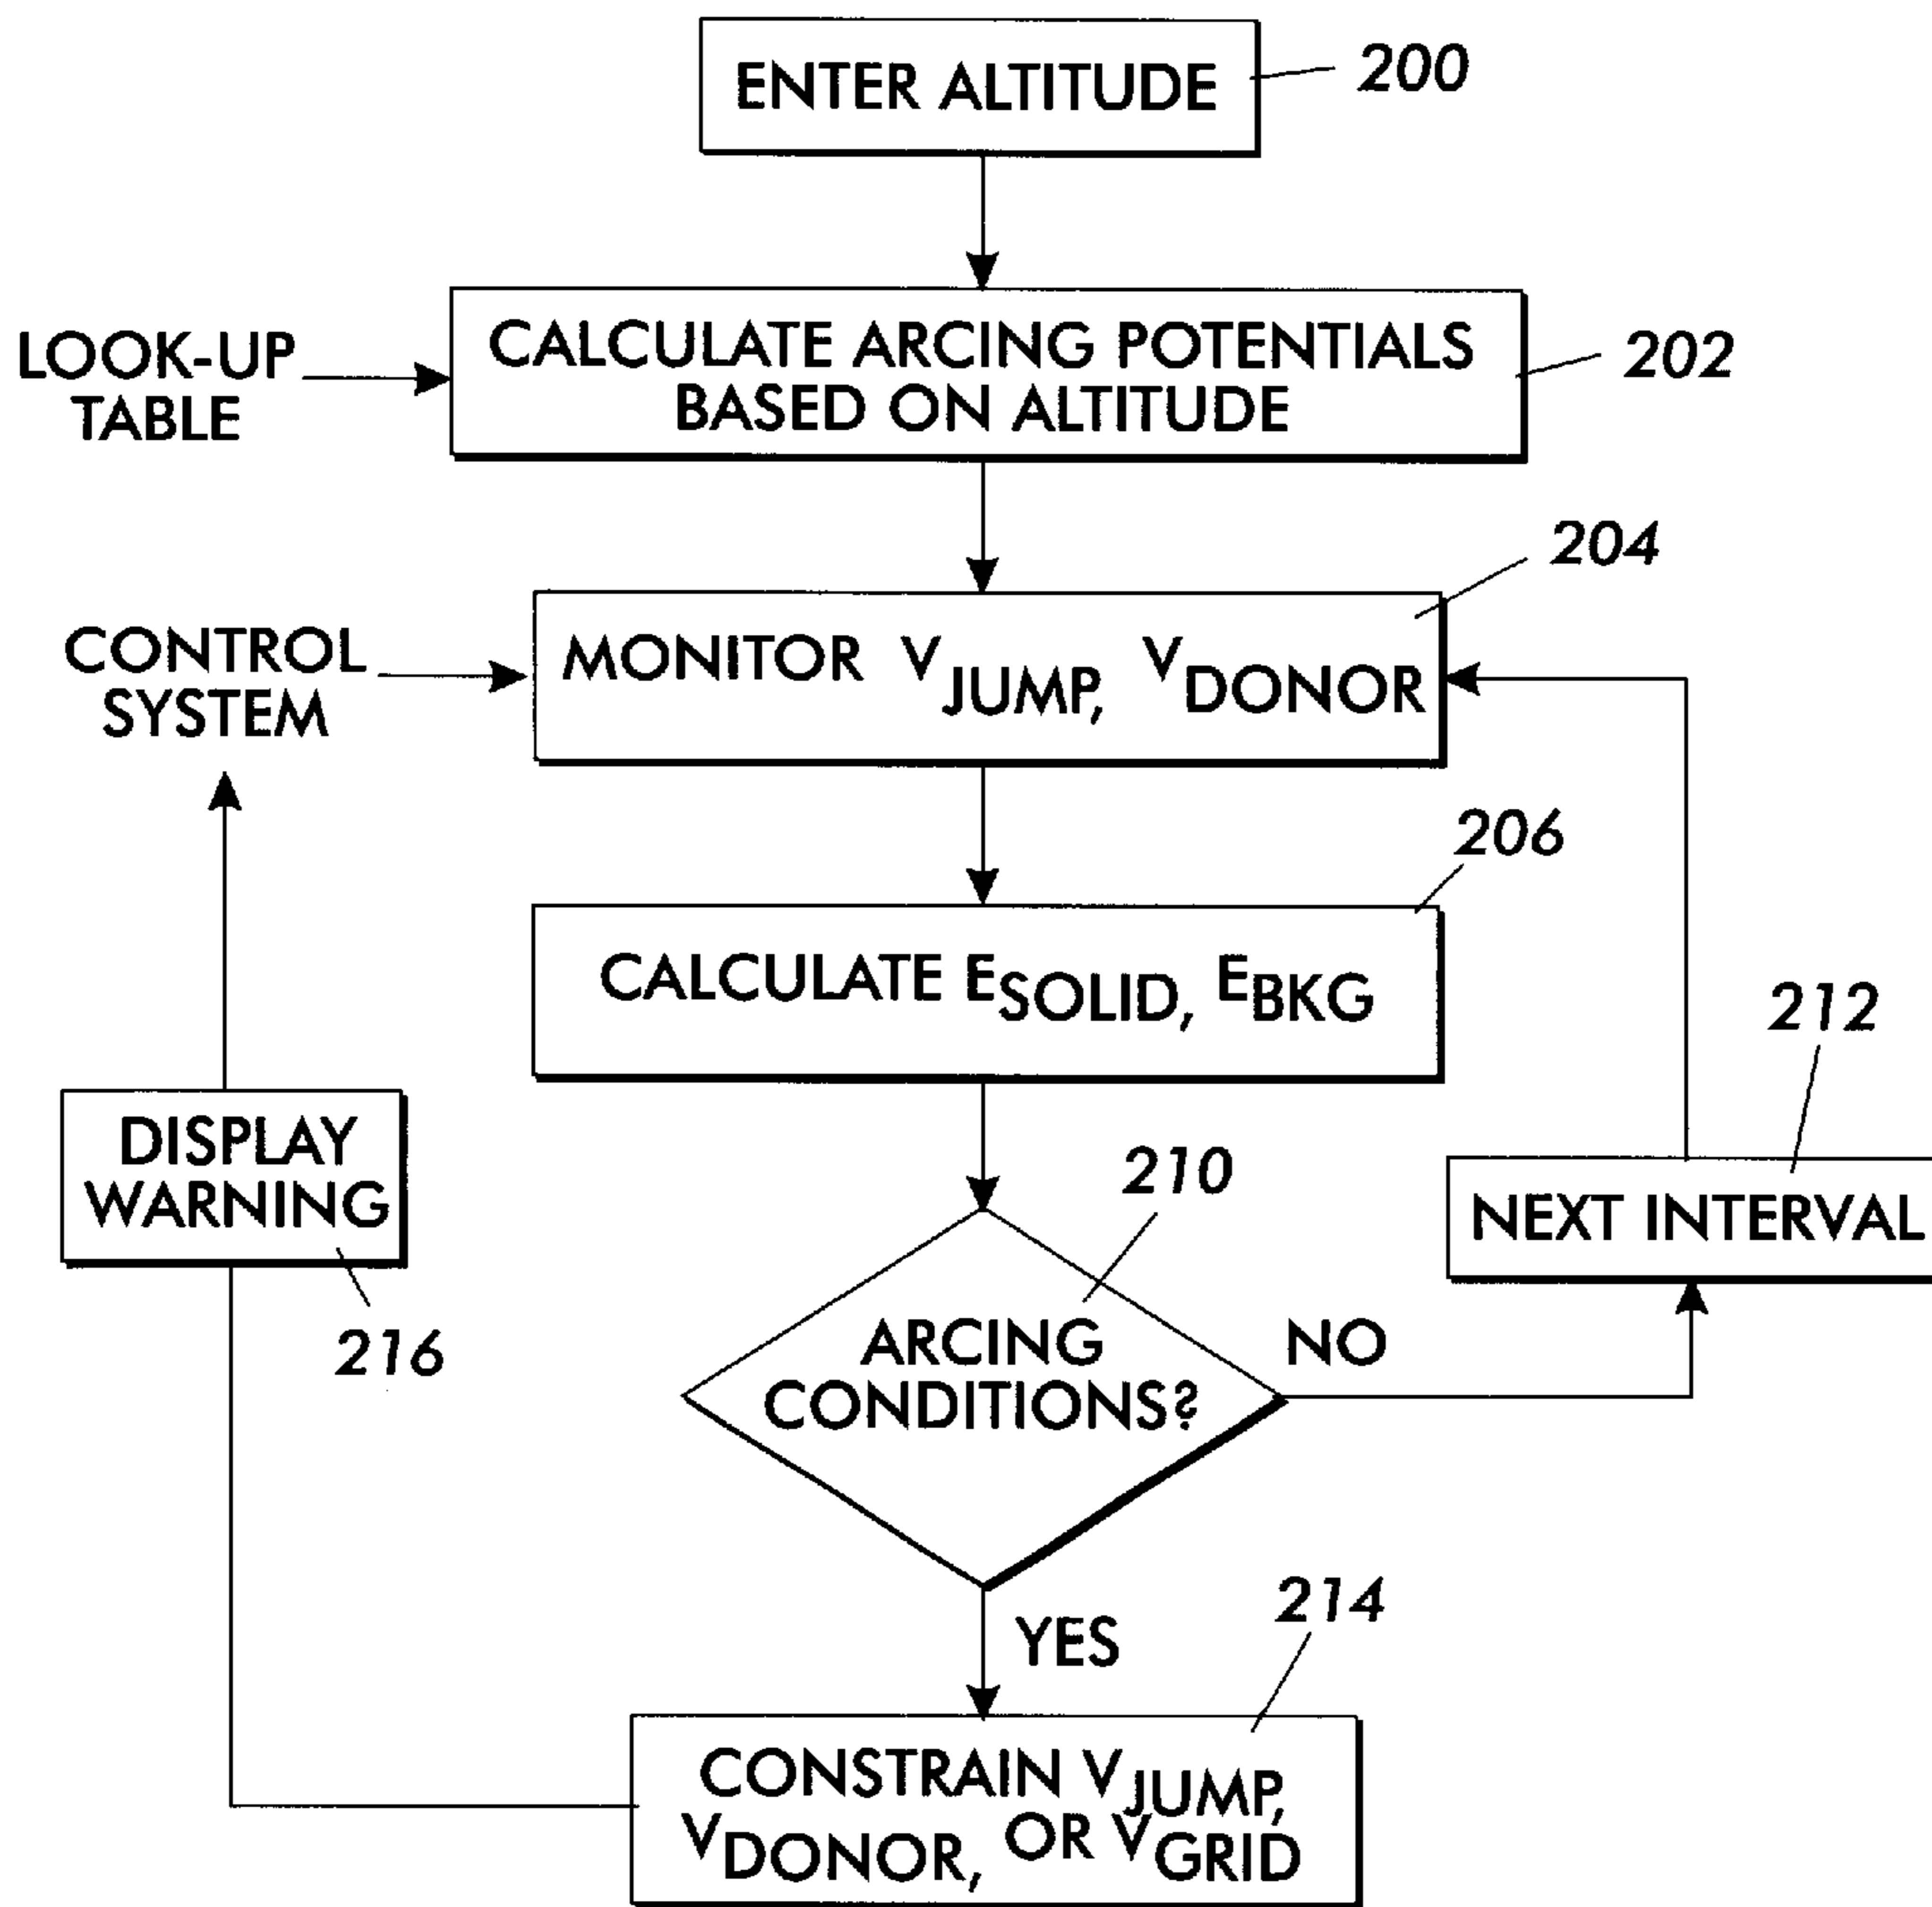 ENTER ALTITUDE
200
LOOK-UP
TABLE
CALCULATE ARCING POTENTIALS
BASED ON ALTITUDE
202
204
CONTROL
SYSTEM
MONITOR VJUMP, VDONOR
206
CALCULATE ESOLID, EBKG
212
DISPLAY
WARNING
216
210
NEXT INTERVAL
ARCING
CONDITIONS?
NO
YES
214
CONSTRAIN VJUMP,
VDONOR, OR VGRID